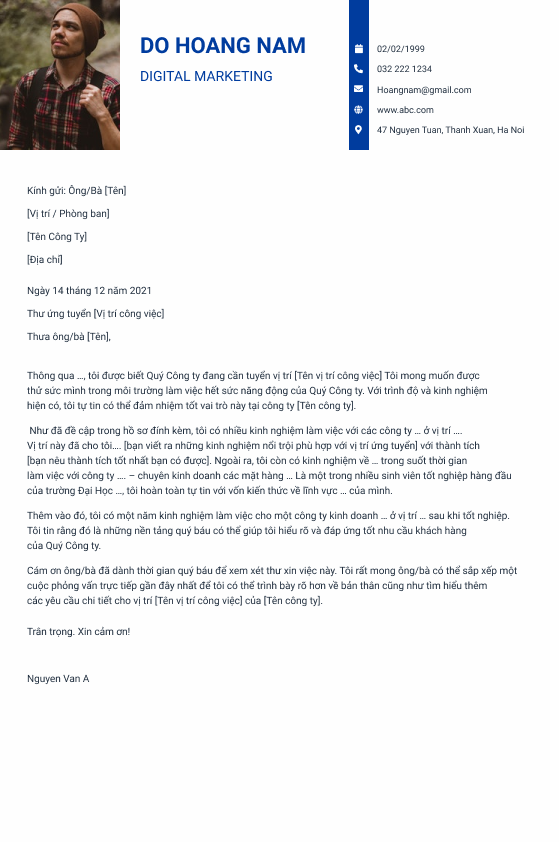 DO HOANG NAM
DIGITAL MARKETING
02/02/1999
032 222 1234
Hoangnam@gmail.com
www.abc.com
47 Nguyen Tuan, Thanh Xuan, Ha Noi
Kính gửi: Ông/Bà [Tên]
[Vị trí / Phòng ban]
[Tên Công Ty]
[Địa chỉ]
Ngày 14 tháng 12 năm 2021
Thư ứng tuyển [Vị trí công việc]
Thưa ông/bà [Tên],
Thông qua …, tôi được biết Quý Công ty đang cần tuyển vị trí [Tên vị trí công việc] Tôi mong muốn được
thử sức mình trong môi trường làm việc hết sức năng động của Quý Công ty. Với trình độ và kinh nghiệm
hiện có, tôi tự tin có thể đảm nhiệm tốt vai trò này tại công ty [Tên công ty].
Như đã đề cập trong hồ sơ đính kèm, tôi có nhiều kinh nghiệm làm việc với các công ty … ở vị trí ….
Vị trí này đã cho tôi…. [bạn viết ra những kinh nghiệm nổi trội phù hợp với vị trí ứng tuyển] với thành tích
[bạn nêu thành tích tốt nhất bạn có được]. Ngoài ra, tôi còn có kinh nghiệm về … trong suốt thời gian
làm việc với công ty …. – chuyên kinh doanh các mặt hàng … Là một trong nhiều sinh viên tốt nghiệp hàng đầu
của trường Đại Học …, tôi hoàn toàn tự tin với vốn kiến thức về lĩnh vực … của mình.
Thêm vào đó, tôi có một năm kinh nghiệm làm việc cho một công ty kinh doanh … ở vị trí … sau khi tốt nghiệp.
Tôi tin rằng đó là những nền tảng quý báu có thể giúp tôi hiểu rõ và đáp ứng tốt nhu cầu khách hàng
của Quý Công ty.
Cám ơn ông/bà đã dành thời gian quý báu để xem xét thư xin việc này. Tôi rất mong ông/bà có thể sắp xếp một
cuộc phỏng vấn trực tiếp gần đây nhất để tôi có thể trình bày rõ hơn về bản thân cũng như tìm hiểu thêm
các yêu cầu chi tiết cho vị trí [Tên vị trí công việc] của [Tên công ty].
Trân trọng. Xin cảm ơn!
Nguyen Van A